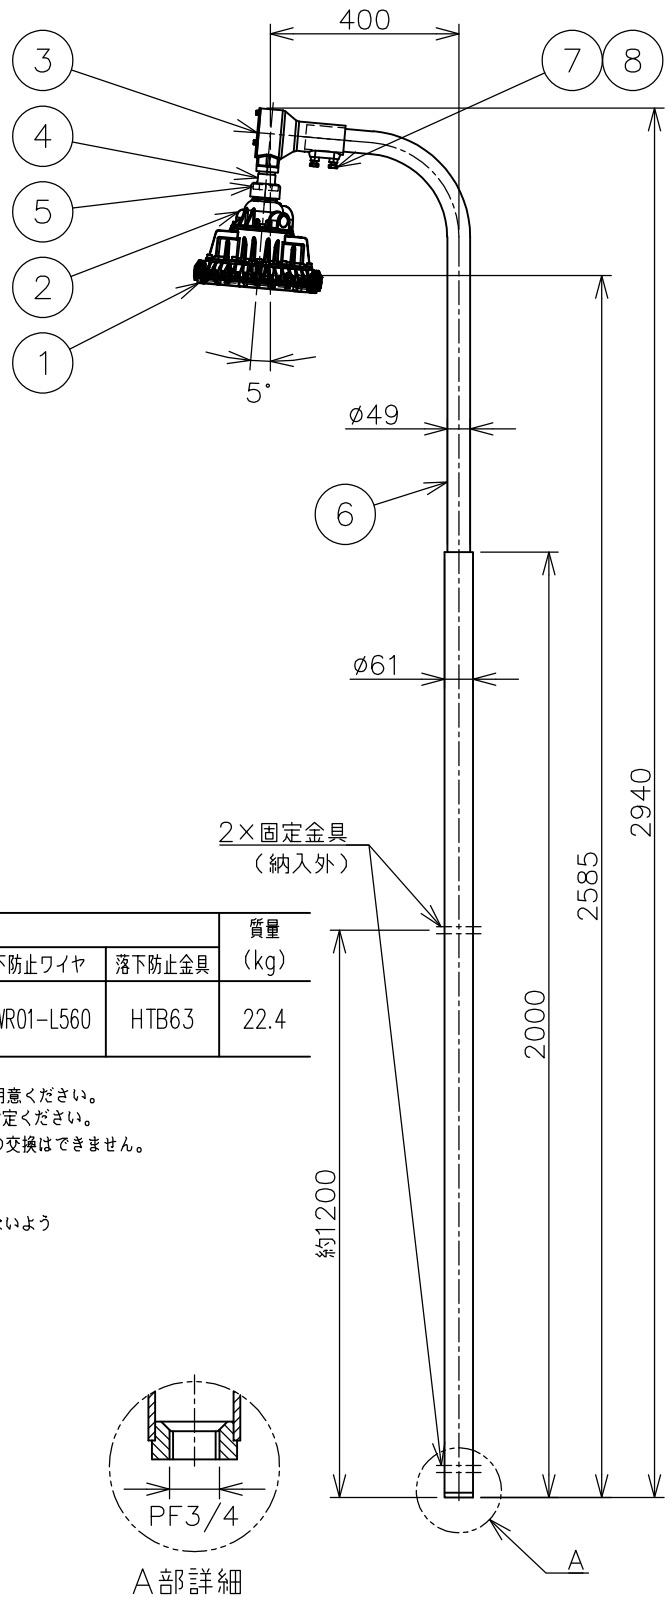 400
3
7
8
4
5
2
1
5°
ø49
6
ø61
2940
2×固定金具
(納入外)
2585
質量
(kg)
下防止ワイヤ
落下防止金具
WR01-L560
HTB63
22.4
2000
用意ください。
定ください。
の交換はできません。
約1200
ないよう
PF3/4
A
A部詳細